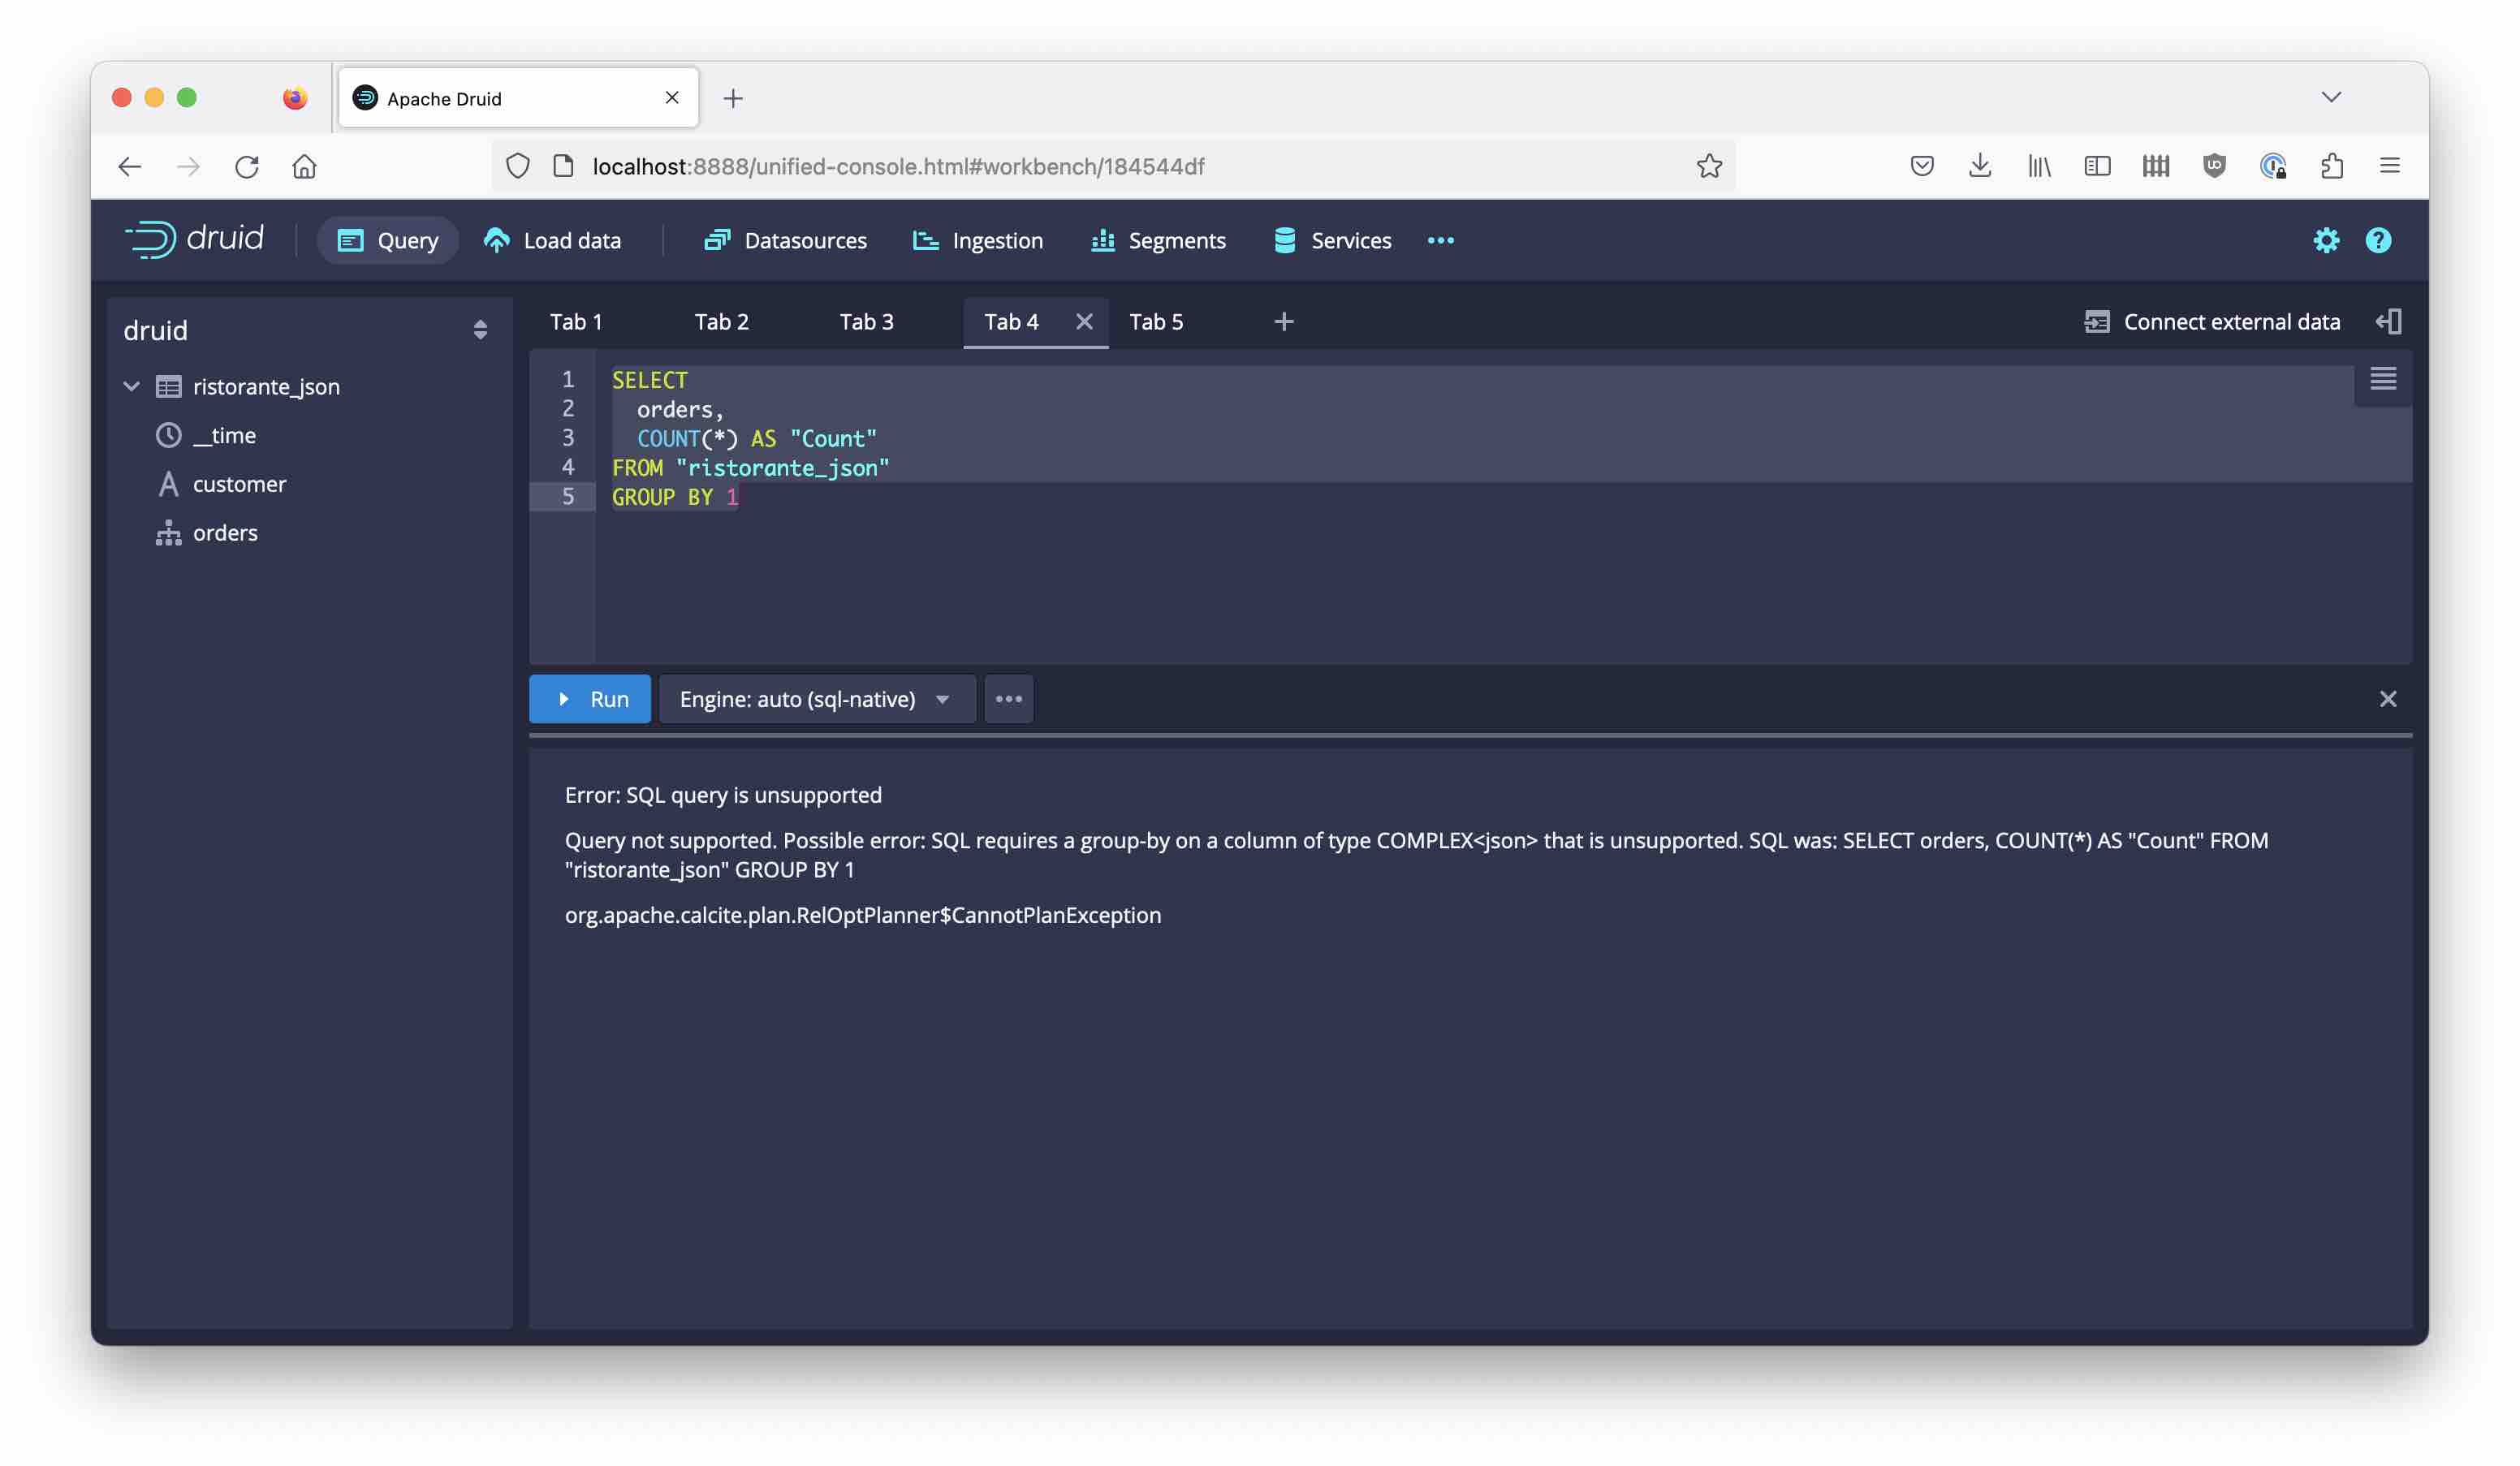 Apache Druid
localhost:8888/unified-console.html#workbench/184544df
druid
Query
Load data
Datasources
Ingestion
Segments
Services
druid
ristorante_json
__time
customer
orders
Tab 1
Tab 2
Tab 3
Tab 4
Tab 5
Connect external data
1 SELECT
2 orders,
3 COUNT(*) AS "Count"
4 FROM "ristorante_json"
5 GROUP BY 1
Run
Engine: auto (sql-native)
Error: SQL query is unsupported
Query not supported. Possible error: SQL requires a group-by on a column of type COMPLEX<json> that is unsupported. SQL was: SELECT orders, COUNT(*) AS "Count" FROM
"ristorante_json" GROUP BY 1
org.apache.calcite.plan.RelOptPlanner$CannotPlanException